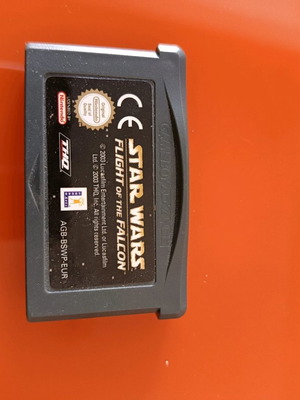 CE
STAR WARS
FLIGHT OF THE FALCON
© 2003 Lucasfilm Entertainment Ltd. or Lucasfilm
Ltd. © 2003 THQ, Inc. All rights reserved.
Nintendo
THQ
AGB-BSWP-EUR